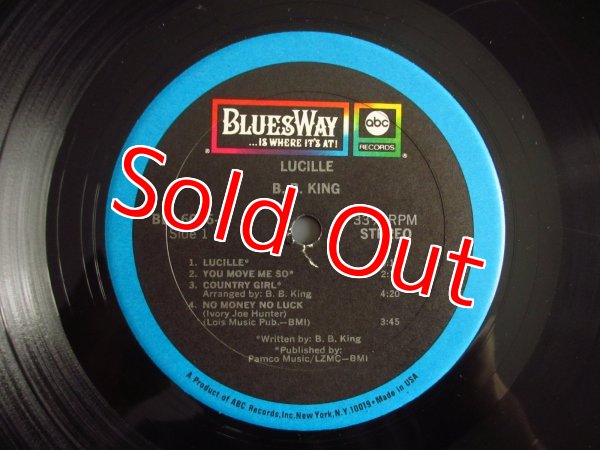 BLUESWAY
...IS WHERE IT'S AT!
abc
RECORDS
LUCILLE
B. B. KING
Side 1
RPM
STEREO
Sold Out
1. LUCILLE*
2. YOU MOVE ME SO*
3. COUNTRY GIRL*
Arranged by: B. B. King 4:20
4. NO MONEY NO LUCK
(Ivory Joe Hunter)
(Lois Music Pub.—BMI) 3:45
*Written by: B. B. King
*Published by:
Pamco Music/LZMC—BMI
A Product of ABC Records, Inc. New York, N.Y. 10019 • Made in USA